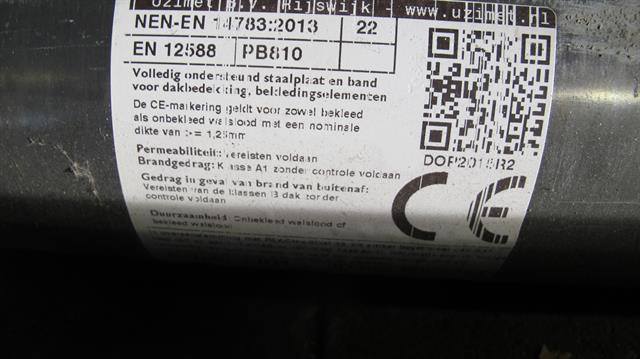 Uzimet B.V. Rijswijk - www.uzimet.nl
NEN-EN 14783:2013 22
EN 12588 PB810
Volledig ondersteund staalplaat en band
voor dakbedekking, bekledingselementen
De CE-markering geldt voor zowel bekleed
als onbekleed walslood met een nominale
dikte van >= 1,25mm
Permeabiliteit: Vereisten voldaan
Brandgedrag: Klasse A1 zonder controle voldaan
Gedrag in geval van brand van buitenaf:
Vereisten van de klassen B dak zonder
controle voldaan
Duurzaamheid: Onbekleed walslood of
bekleed walslood
DOP2015R2
CE